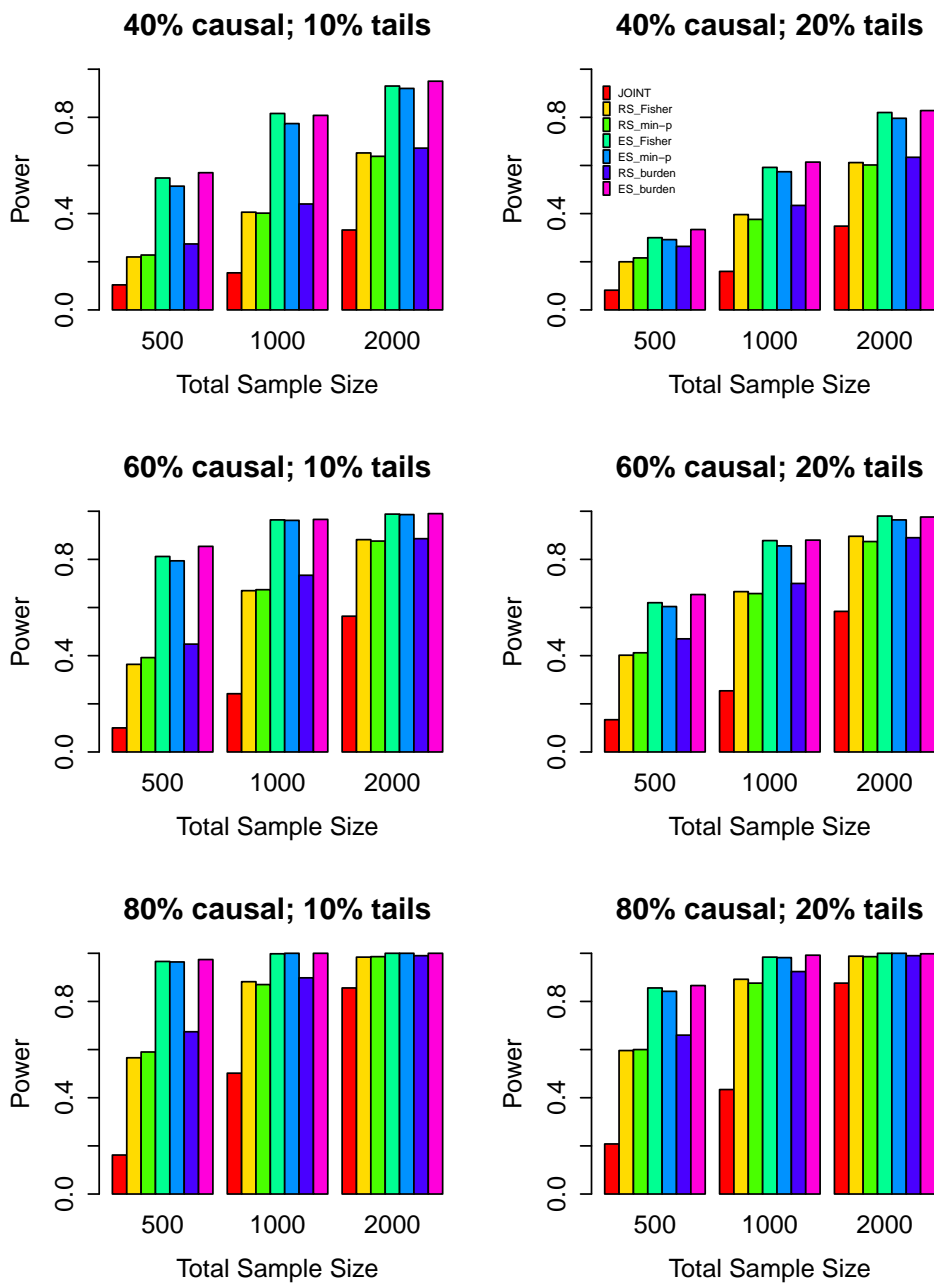 40% causal; 10% tails
Power
0.0 0.4 0.8
500 1000 2000
Total Sample Size
40% causal; 20% tails
Power
0.0 0.4 0.8
JOINT
RS_Fisher
RS_min-p
ES_Fisher
ES_min-p
RS_burden
ES_burden
500 1000 2000
Total Sample Size
60% causal; 10% tails
Power
0.0 0.4 0.8
500 1000 2000
Total Sample Size
60% causal; 20% tails
Power
0.0 0.4 0.8
500 1000 2000
Total Sample Size
80% causal; 10% tails
Power
0.0 0.4 0.8
500 1000 2000
Total Sample Size
80% causal; 20% tails
Power
0.0 0.4 0.8
500 1000 2000
Total Sample Size